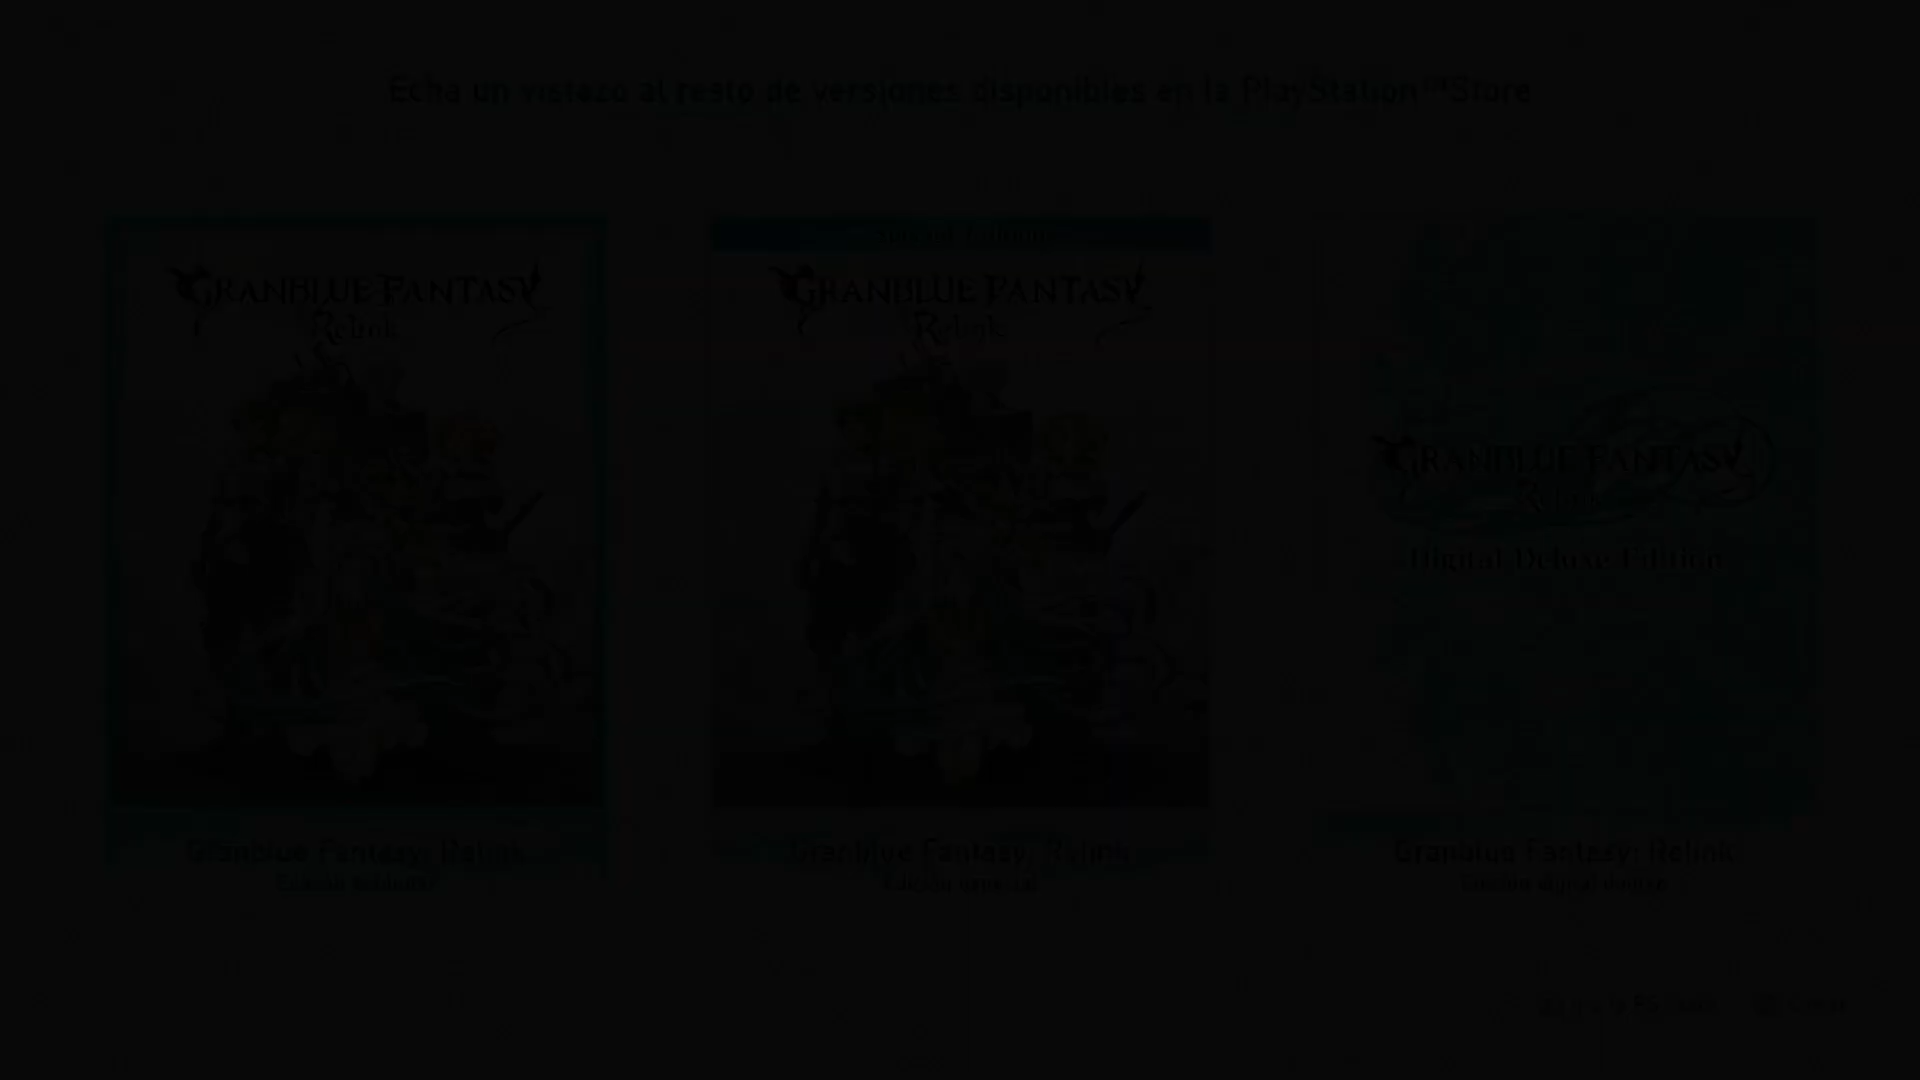 Echa un vistazo al resto de versiones disponibles en la PlayStation™Store
Special Edition
GRANBLUE FANTASY
Relink
GRANBLUE FANTASY
Relink
GRANBLUE FANTASY
Relink
Digital Deluxe Edition
Granblue Fantasy: Relink
Edición estándar
Granblue Fantasy: Relink
Edición especial
Granblue Fantasy: Relink
Edición digital deluxe